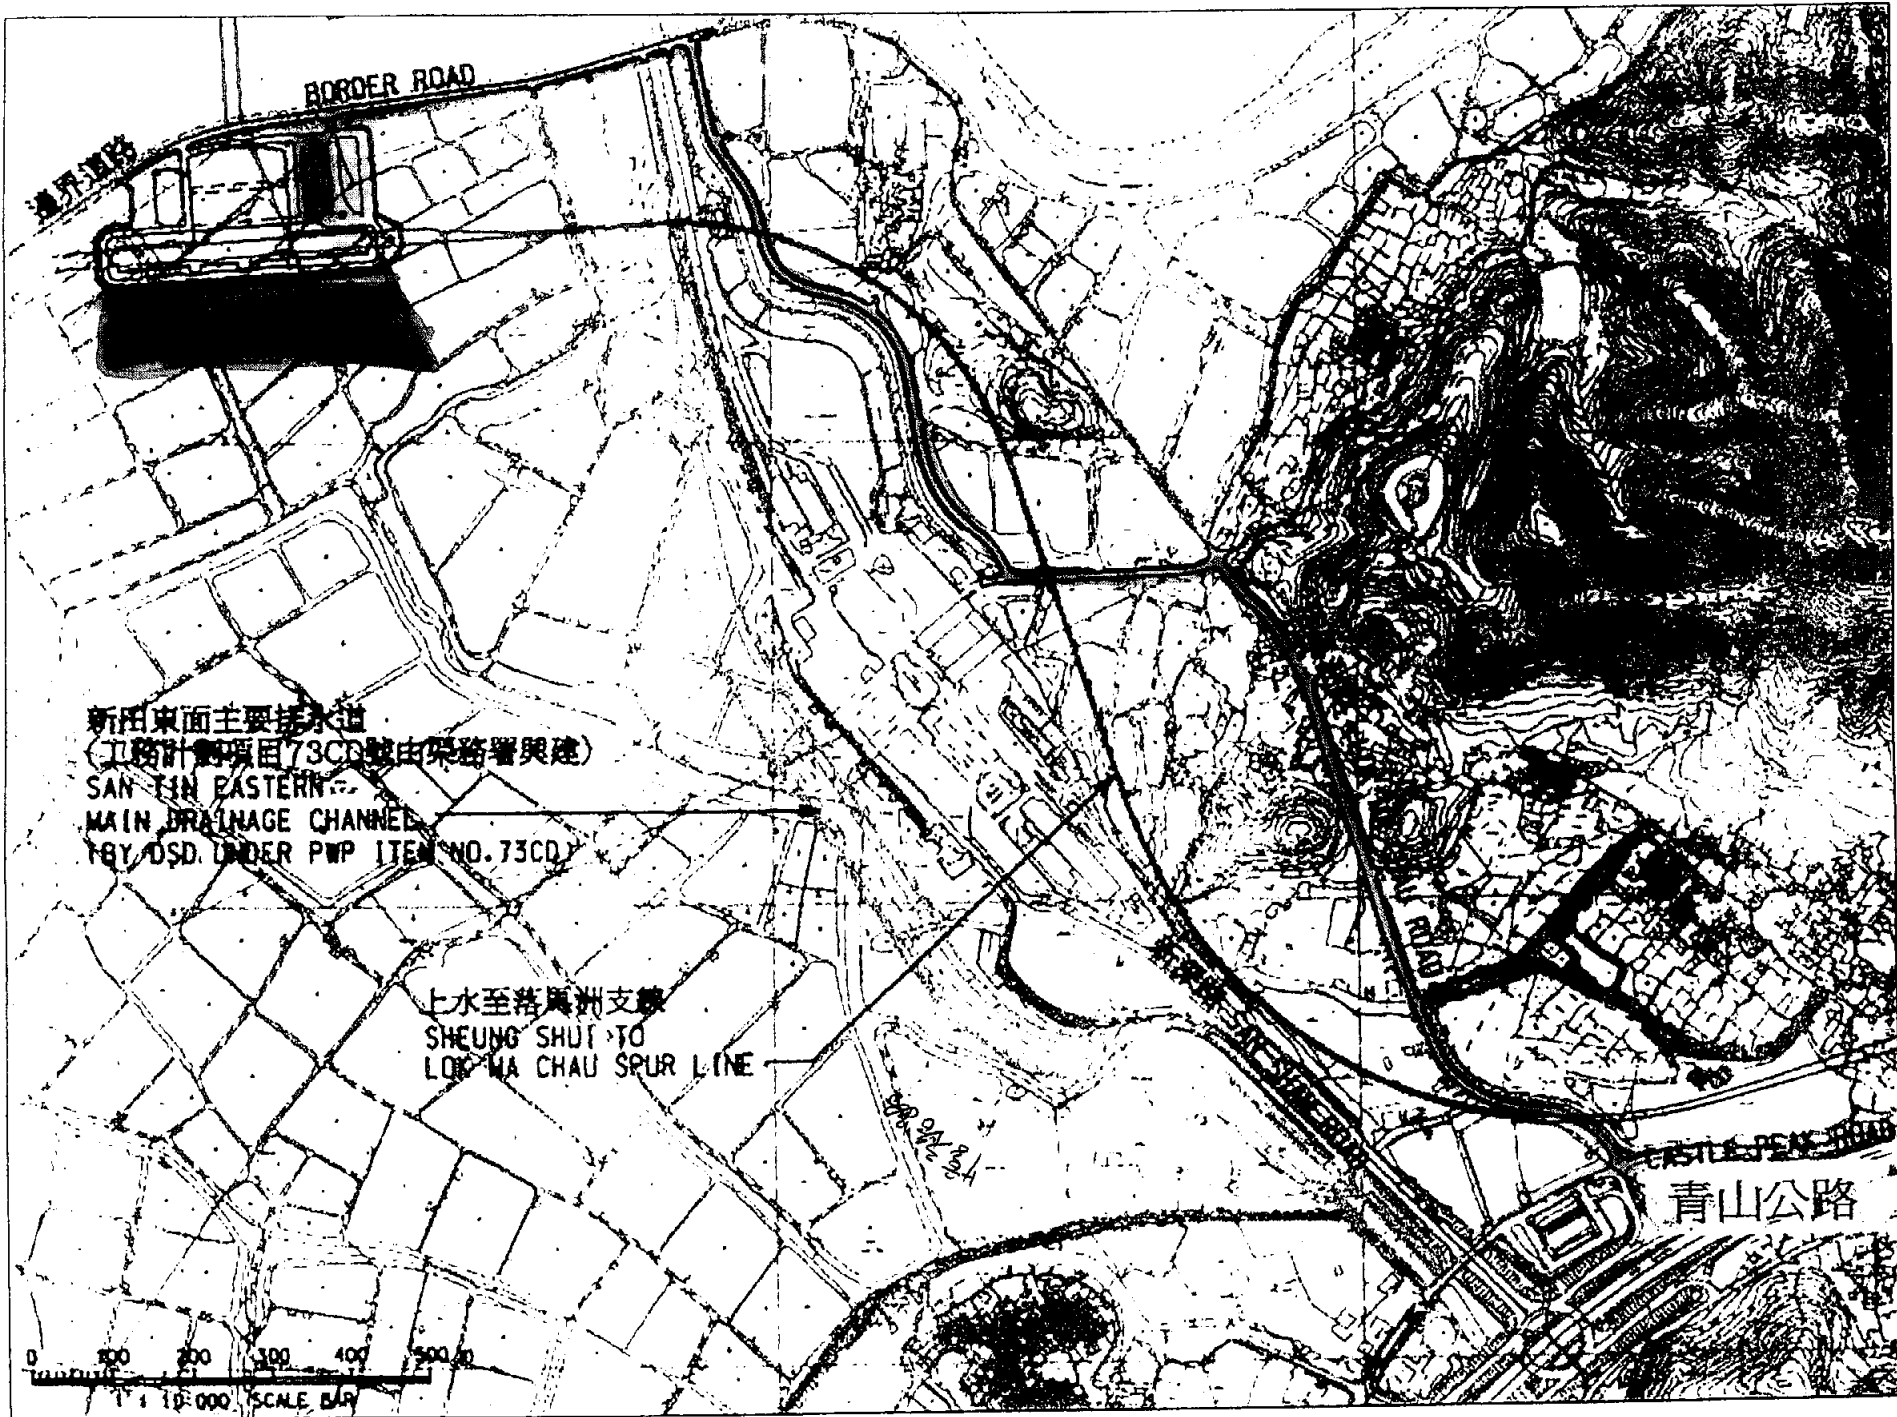 BORDER ROAD
邊界道路
新田東面主要排水道
(工務計劃項目73CD號由渠務署興建)
SAN TIN EASTERN
MAIN DRAINAGE CHANNEL
(BY DSD UNDER PWP ITEM NO.73CD)
上水至落馬洲支線
SHEUNG SHUI TO
LOK MA CHAU SPUR LINE
ROAD
SAN SHAM ROAD
CASTLE PEAK ROAD
青山公路
0 100 200 300 400 500
1 : 10 000 SCALE BAR